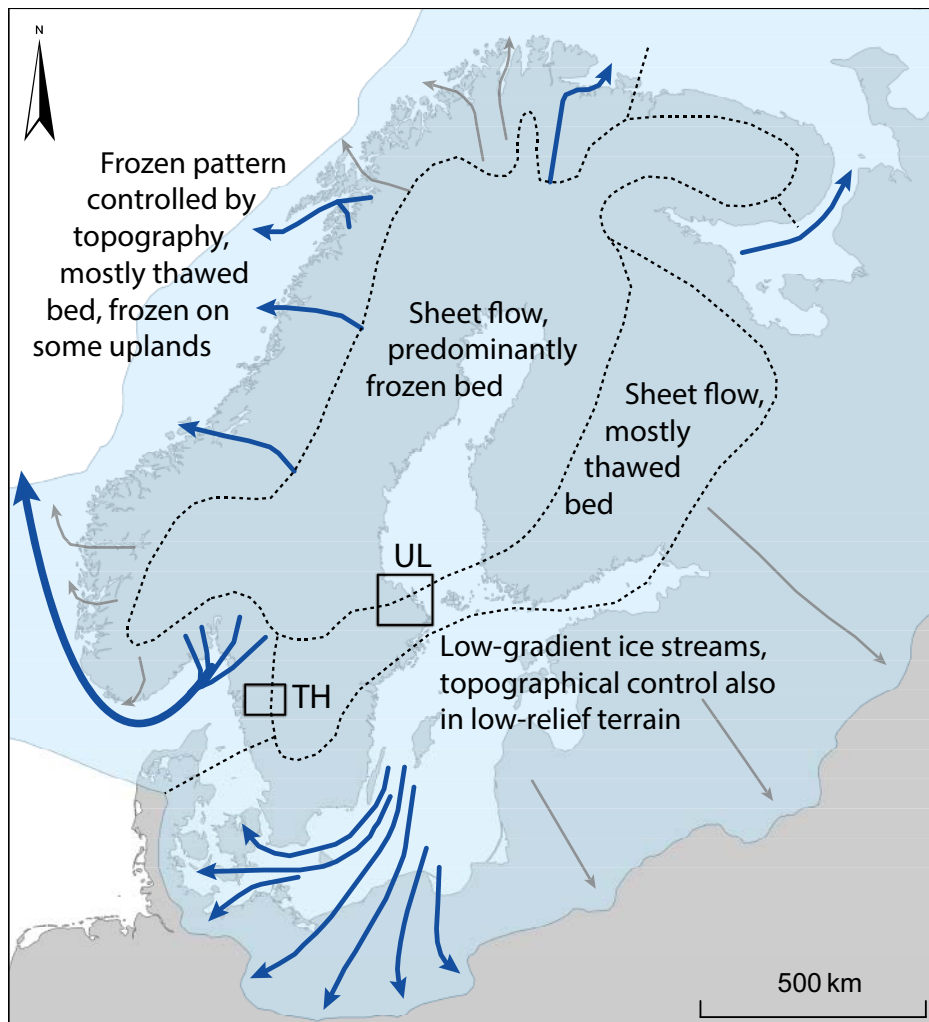 N
Frozen pattern
controlled by
topography,
mostly thawed
bed, frozen on
some uplands
Sheet flow,
predominantly
frozen bed
Sheet flow,
mostly
thawed
bed
UL
Low-gradient ice streams,
topographical control also
in low-relief terrain
TH
500 km